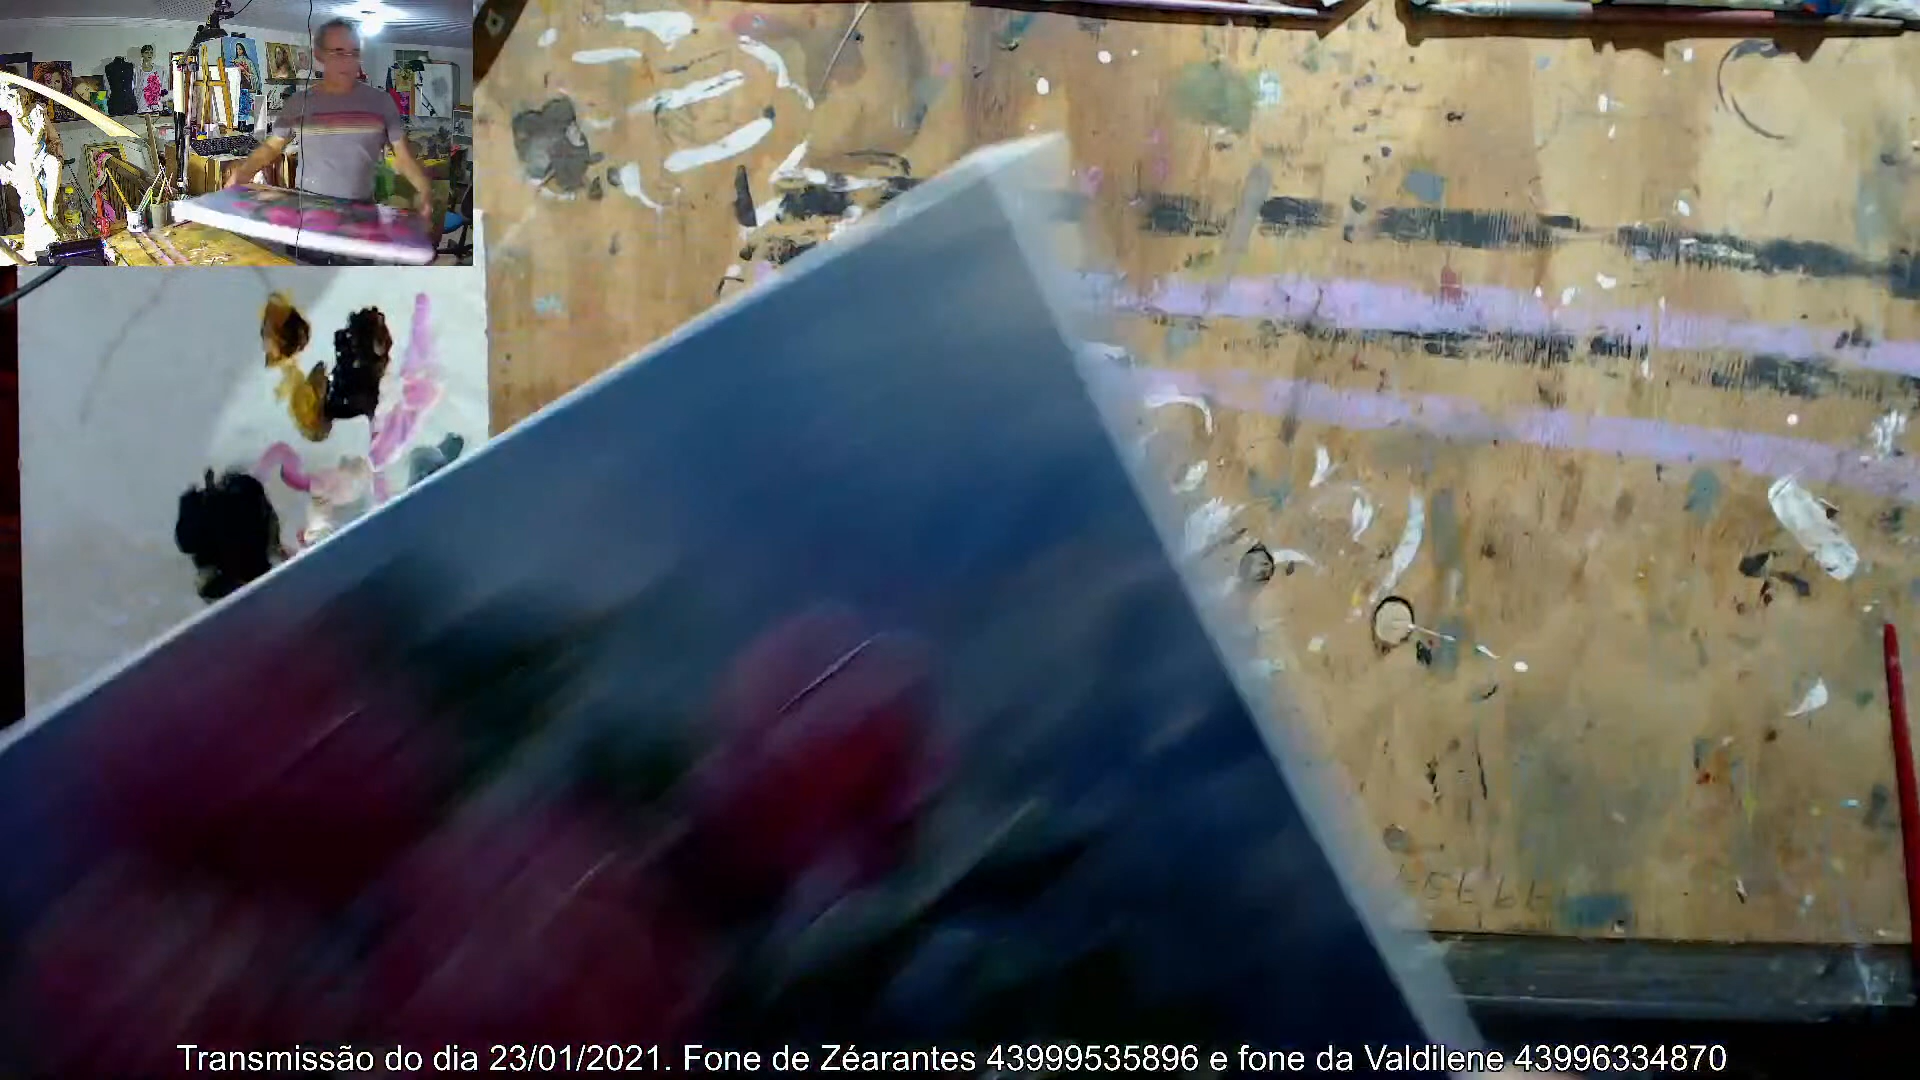 Transmissão do dia 23/01/2021. Fone de Zéarantes 43999535896 e fone da Valdilene 43996334870